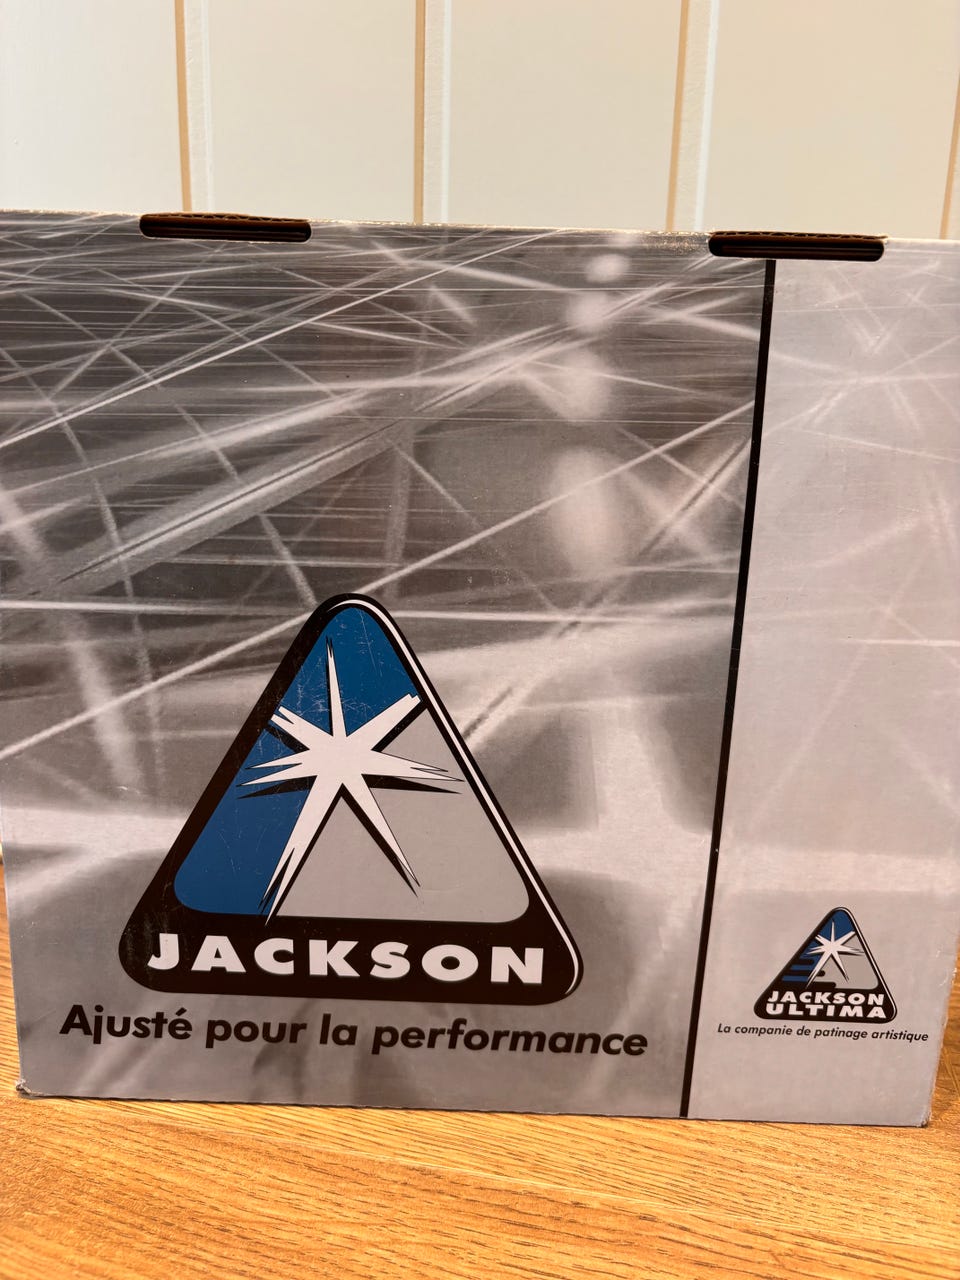 JACKSON
Ajusté pour la performance
JACKSON
ULTIMA
La companie de patinage artistique